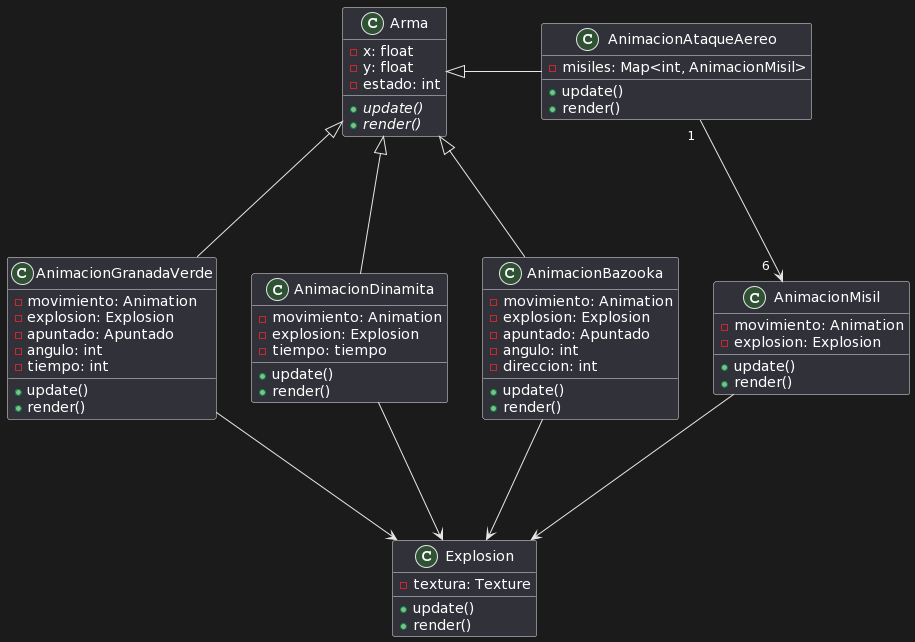 C Arma
x: float
y: float
estado: int
update()
render()
C AnimacionAtaqueAereo
misiles: Map<int, AnimacionMisil>
update()
render()
1
6
C AnimacionGranadaVerde
movimiento: Animation
explosion: Explosion
apuntado: Apuntado
angulo: int
tiempo: int
update()
render()
C AnimacionDinamita
movimiento: Animation
explosion: Explosion
tiempo: tiempo
update()
render()
C AnimacionBazooka
movimiento: Animation
explosion: Explosion
apuntado: Apuntado
angulo: int
direccion: int
update()
render()
C AnimacionMisil
movimiento: Animation
explosion: Explosion
update()
render()
C Explosion
textura: Texture
update()
render()